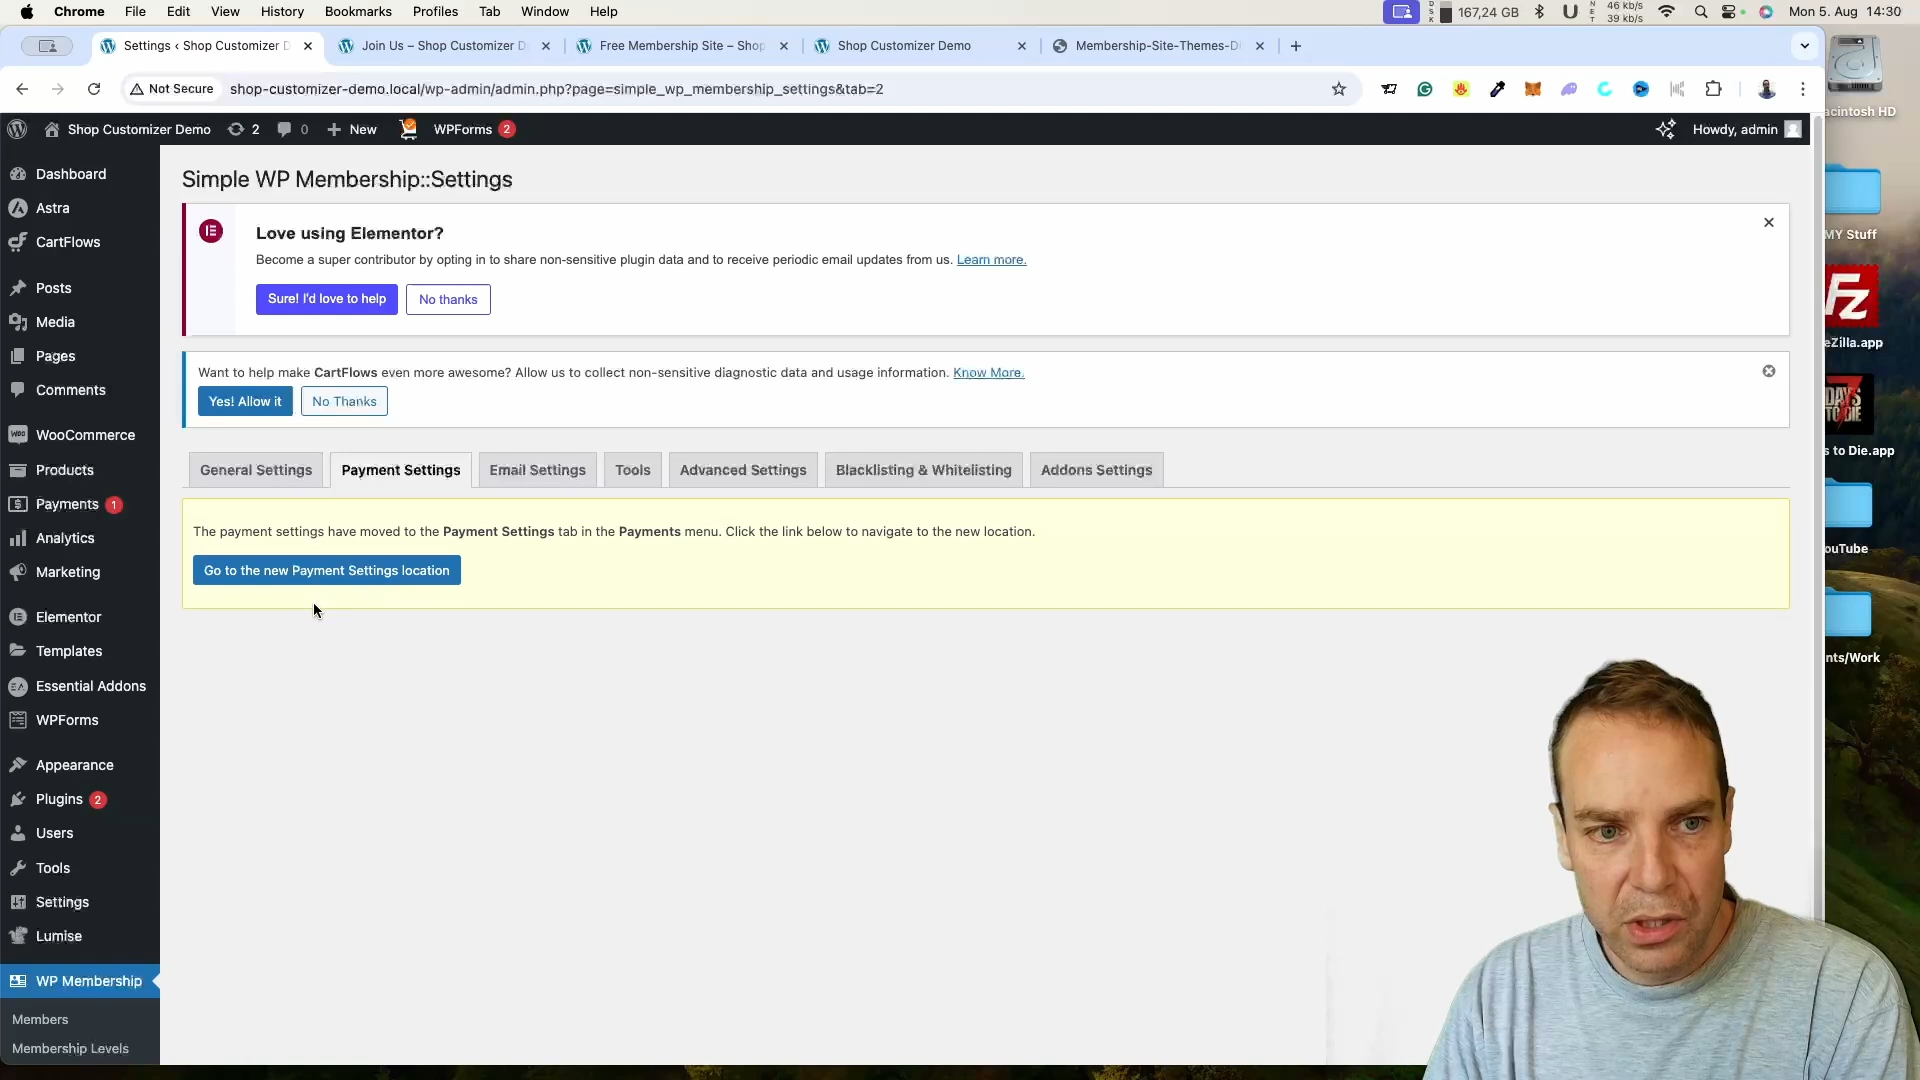 Chrome File Edit View History Bookmarks Profiles Tab Window Help
167,24 GB
46 kb/s
39 kb/s
Mon 5. Aug 14:30
Settings ‹ Shop Customizer D
Join Us – Shop Customizer D
Free Membership Site – Shop
Shop Customizer Demo
Membership-Site-Themes-D
Not Secure
shop-customizer-demo.local/wp-admin/admin.php?page=simple_wp_membership_settings&tab=2
Shop Customizer Demo 2 0 New WPForms 2
Howdy, admin
Dashboard
Astra
CartFlows
Posts
Media
Pages
Comments
WooCommerce
Products
Payments 1
Analytics
Marketing
Elementor
Templates
Essential Addons
WPForms
Appearance
Plugins 2
Users
Tools
Settings
Lumise
WP Membership
Members
Membership Levels
Simple WP Membership::Settings
Love using Elementor?
Become a super contributor by opting in to share non-sensitive plugin data and to receive periodic email updates from us. Learn more.
Sure! I'd love to help
No thanks
Want to help make CartFlows even more awesome? Allow us to collect non-sensitive diagnostic data and usage information. Know More.
Yes! Allow it
No Thanks
General Settings
Payment Settings
Email Settings
Tools
Advanced Settings
Blacklisting & Whitelisting
Addons Settings
The payment settings have moved to the Payment Settings tab in the Payments menu. Click the link below to navigate to the new location.
Go to the new Payment Settings location
acintosh HD
MY Stuff
Fz
eZilla.app
DAYS
TO DIE
s to Die.app
ouTube
nts/Work